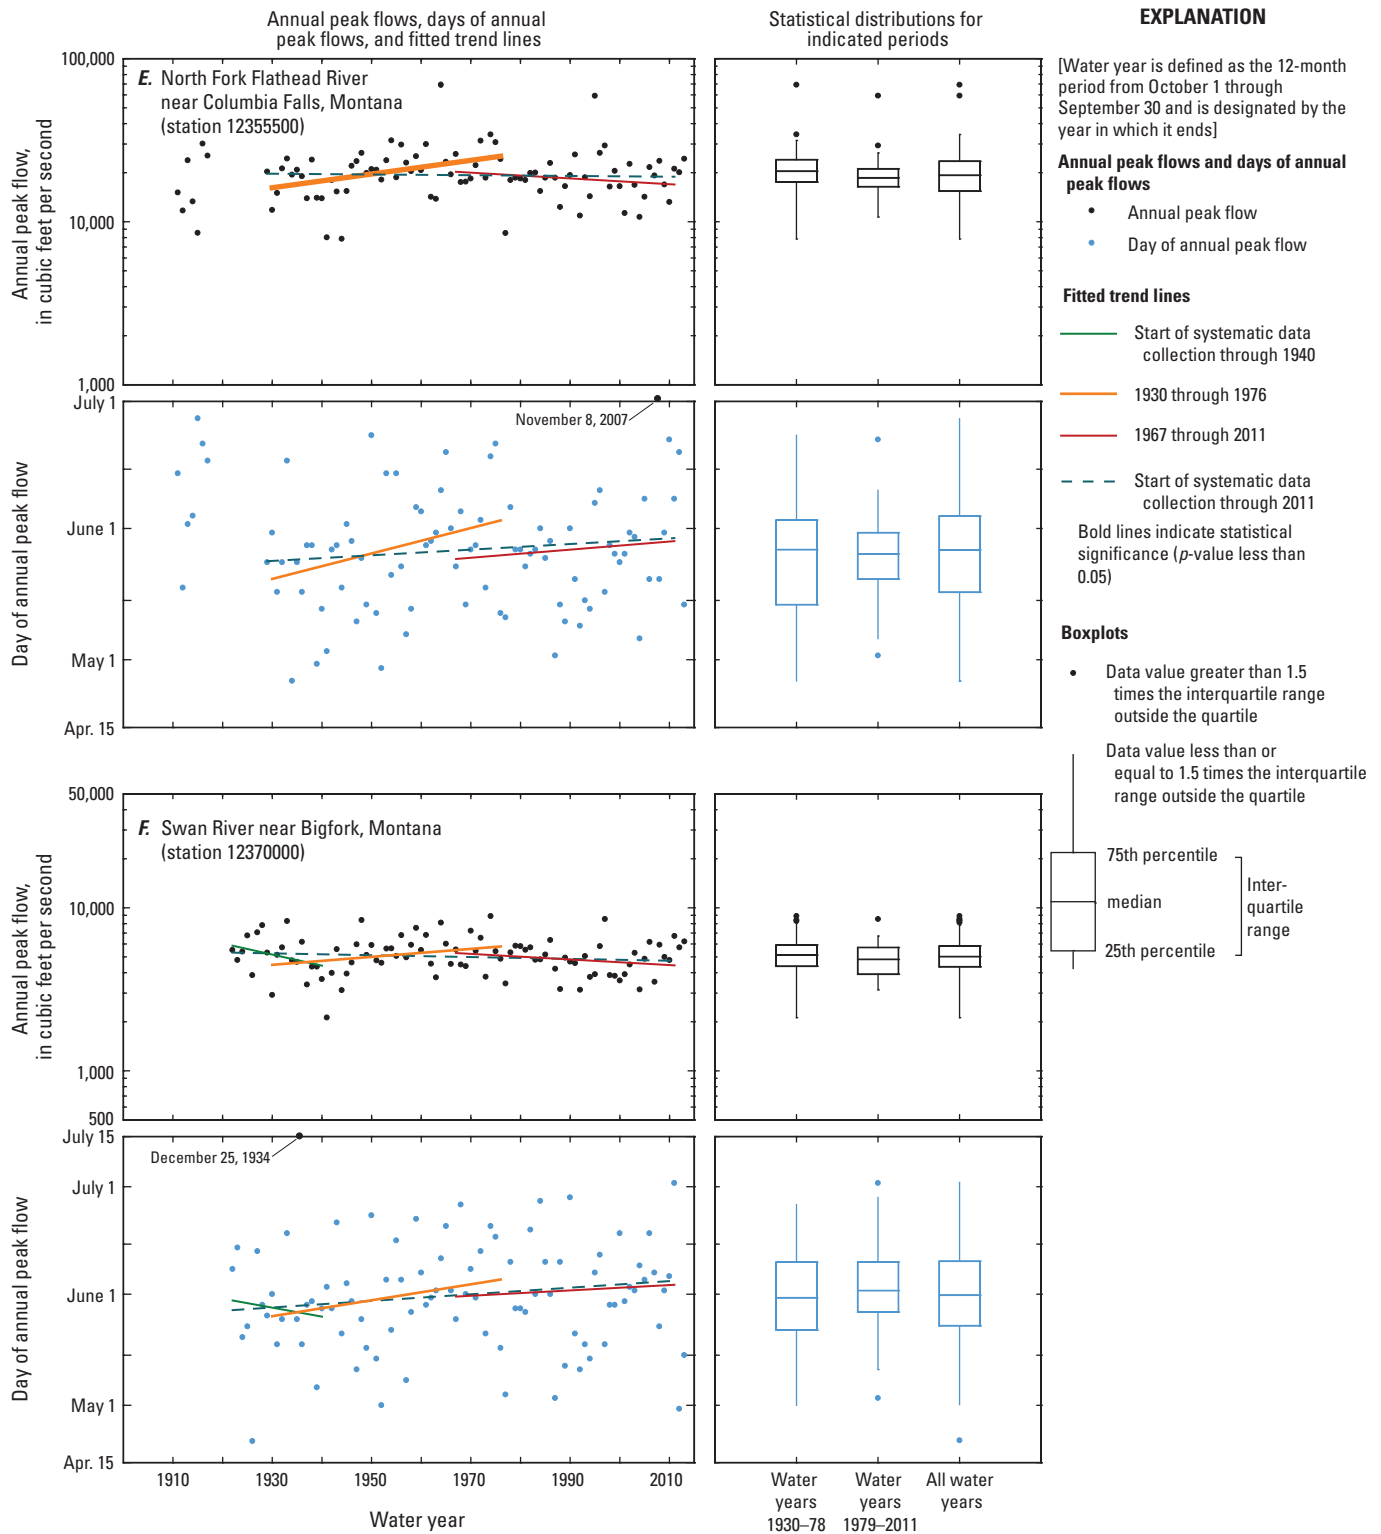 Annual peak flows, days of annual
peak flows, and fitted trend lines
Statistical distributions for
indicated periods
EXPLANATION
[Water year is defined as the 12-month
period from October 1 through
September 30 and is designated by the
year in which it ends]
Annual peak flows and days of annual
peak flows
Annual peak flow
Day of annual peak flow
Fitted trend lines
Start of systematic data
collection through 1940
1930 through 1976
1967 through 2011
Start of systematic data
collection through 2011
Bold lines indicate statistical
significance (p-value less than
0.05)
Boxplots
Data value greater than 1.5
times the interquartile range
outside the quartile
Data value less than or
equal to 1.5 times the interquartile
range outside the quartile
75th percentile
median
25th percentile
Inter-
quartile
range
E. North Fork Flathead River
near Columbia Falls, Montana
(station 12355500)
Annual peak flow,
in cubic feet per second
100,000
10,000
1,000
Day of annual peak flow
July 1
June 1
May 1
Apr. 15
November 8, 2007
F. Swan River near Bigfork, Montana
(station 12370000)
Annual peak flow,
in cubic feet per second
50,000
10,000
1,000
500
Day of annual peak flow
July 15
July 1
June 1
May 1
Apr. 15
December 25, 1934
1910 1930 1950 1970 1990 2010
Water year
Water
years
1930–78
Water
years
1979–2011
All water
years